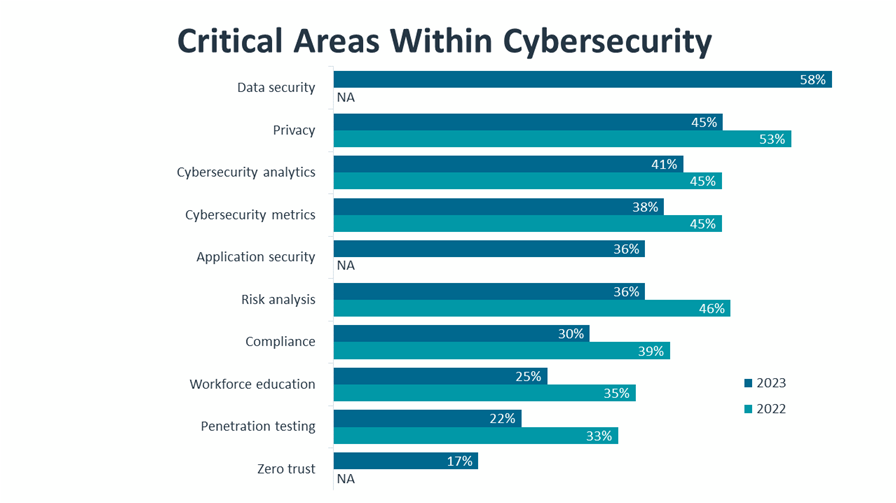 Critical Areas Within Cybersecurity
Data security
58%
NA
Privacy
45%
53%
Cybersecurity analytics
41%
45%
Cybersecurity metrics
38%
45%
Application security
36%
NA
Risk analysis
36%
46%
Compliance
30%
39%
Workforce education
25%
35%
Penetration testing
22%
33%
Zero trust
17%
NA
2023
2022